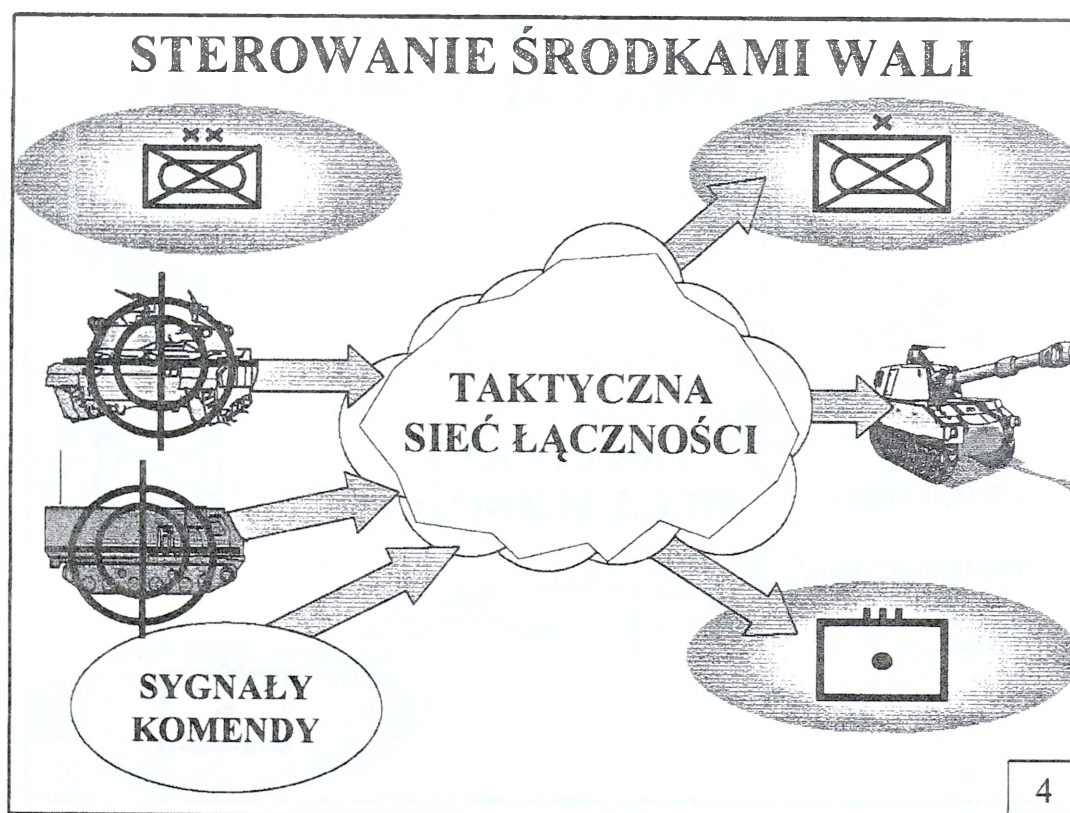 STEROWANIE ŚRODKAMI WALI
TAKTYCZNA
SIEĆ ŁĄCZNOŚCI
SYGNAŁY
KOMENDY
4